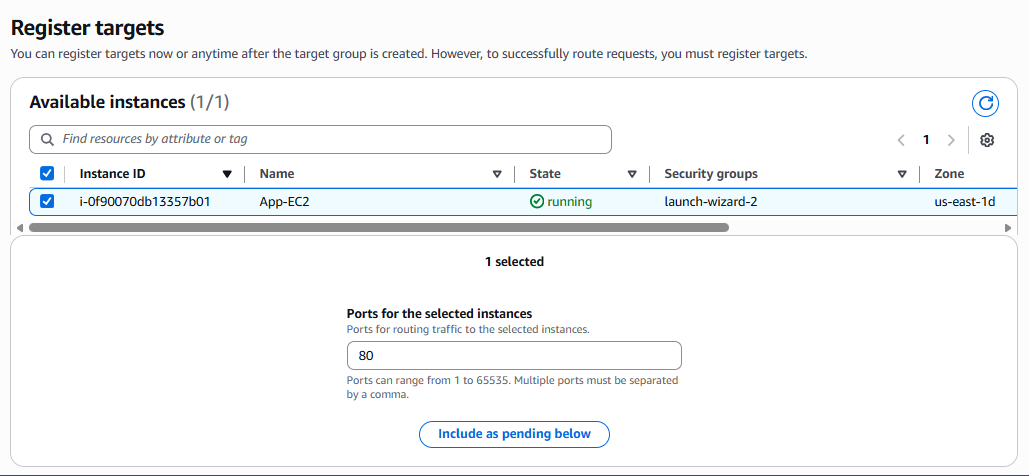 Register targets
You can register targets now or anytime after the target group is created. However, to successfully route requests, you must register targets.
Available instances (1/1)
Find resources by attribute or tag
1
Instance ID Name State Security groups Zone
i-0f90070db13357b01 App-EC2 running launch-wizard-2 us-east-1d
1 selected
Ports for the selected instances
Ports for routing traffic to the selected instances.
80
Ports can range from 1 to 65535. Multiple ports must be separated
by a comma.
Include as pending below